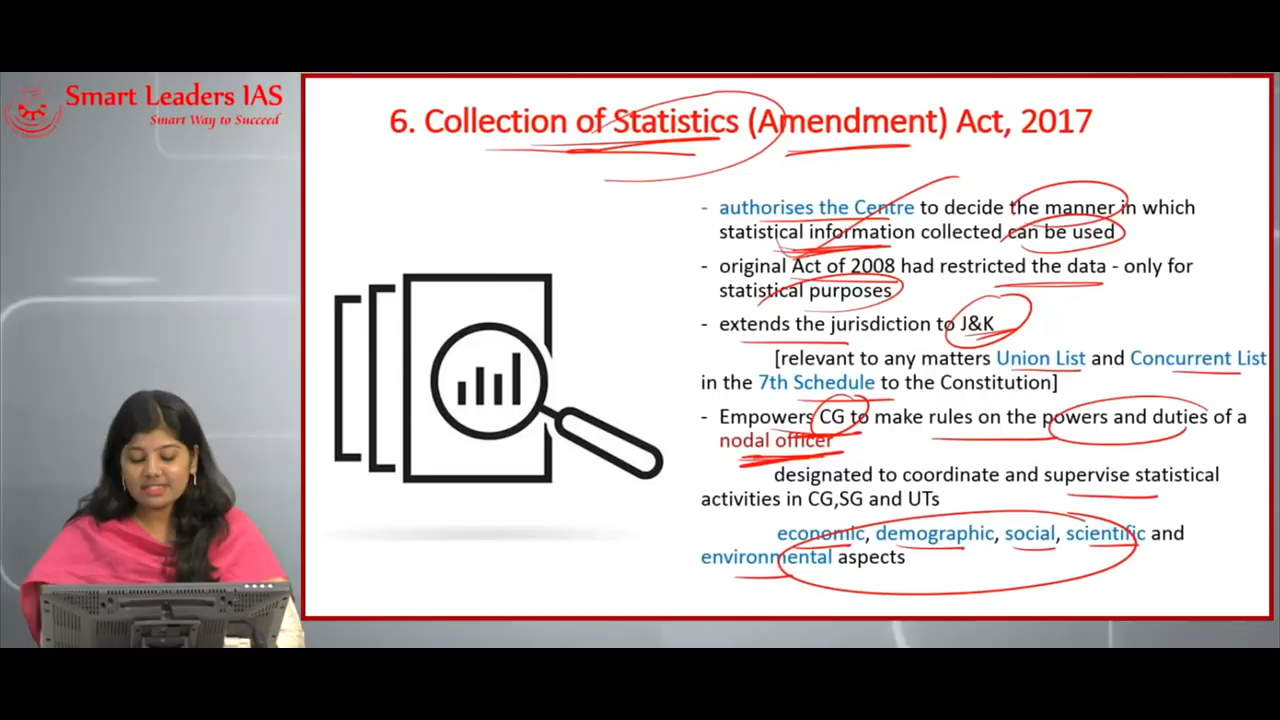 Smart Leaders IAS
Smart Way to Succeed
6. Collection of Statistics (Amendment) Act, 2017
- authorises the Centre to decide the manner in which
statistical information collected can be used
- original Act of 2008 had restricted the data - only for
statistical purposes
- extends the jurisdiction to J&K
[relevant to any matters Union List and Concurrent List
in the 7th Schedule to the Constitution]
- Empowers CG to make rules on the powers and duties of a
nodal officer
designated to coordinate and supervise statistical
activities in CG,SG and UTs
economic, demographic, social, scientific and
environmental aspects